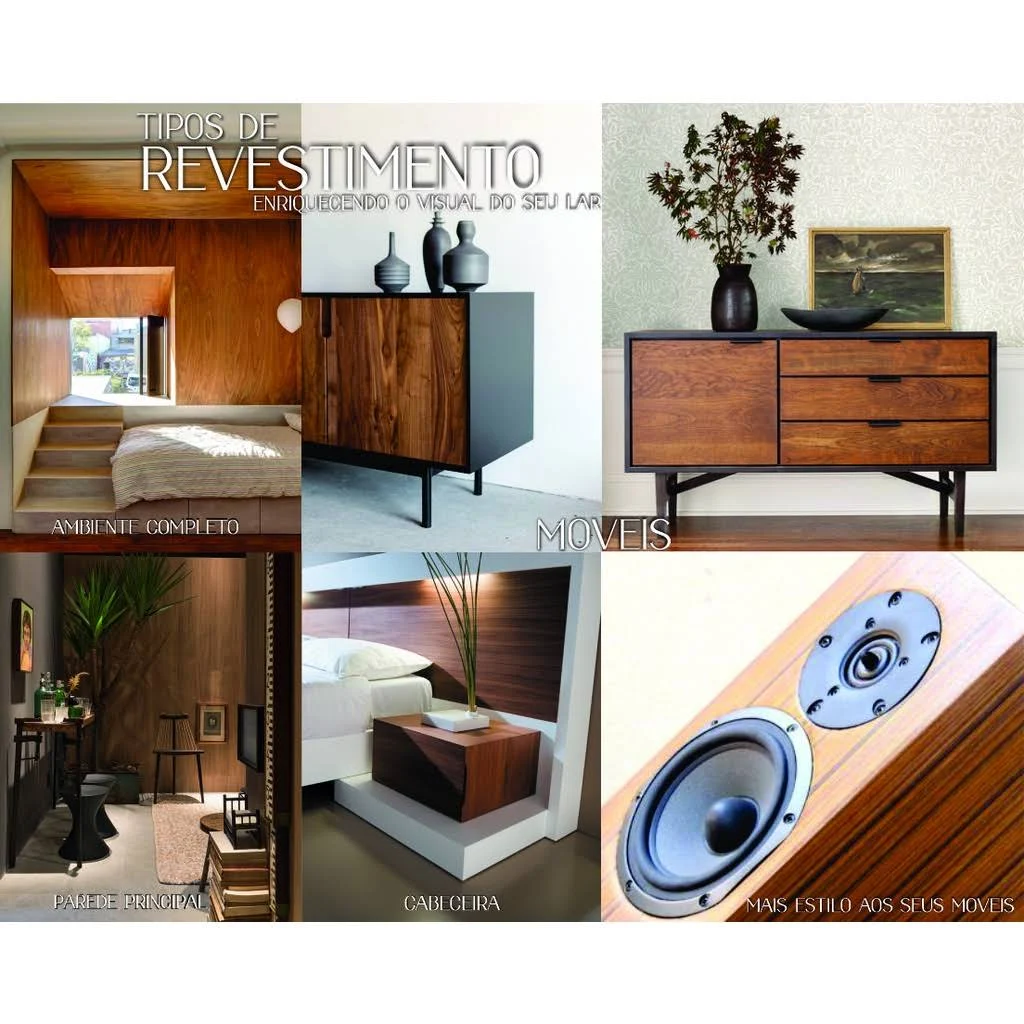 TIPOS DE
REVESTIMENTO
ENRIQUECENDO O VISUAL DO SEU LAR
AMBIENTE COMPLETO
MOVEIS
PAREDE PRINCIPAL
CABECEIRA
MAIS ESTILO AOS SEUS MOVEIS